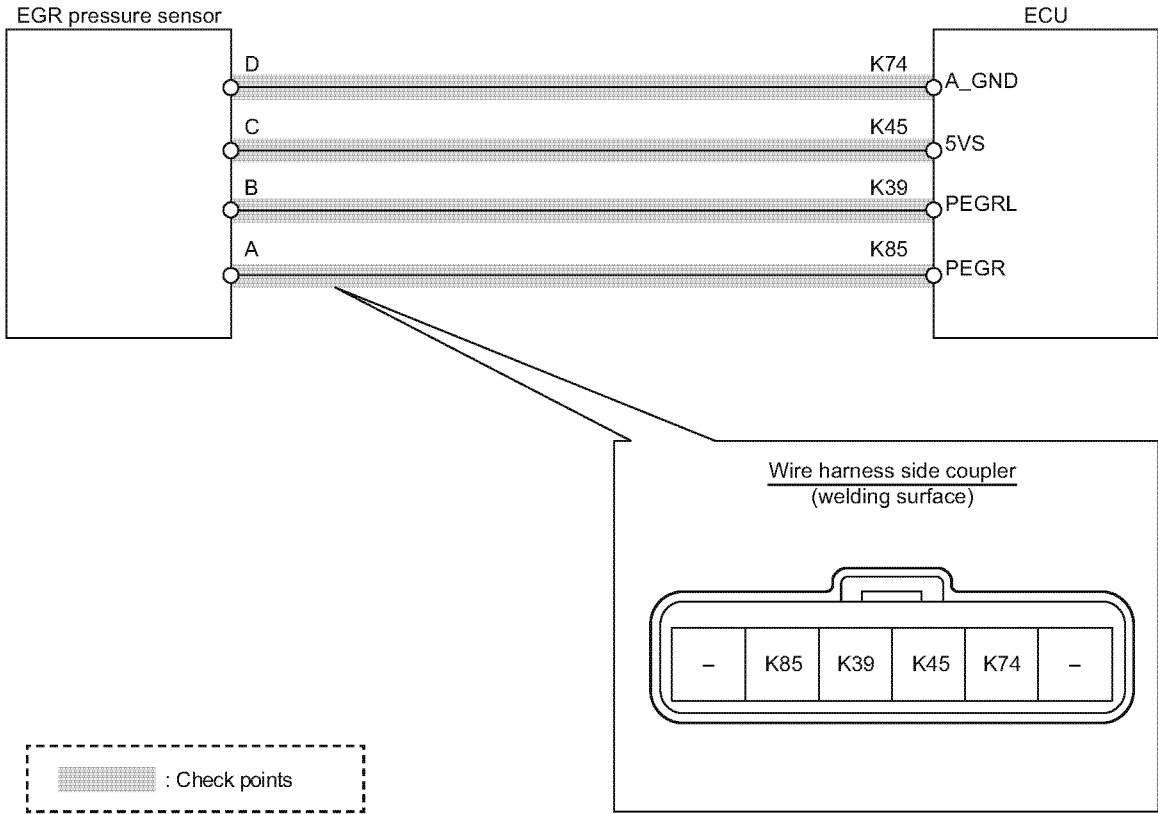 EGR pressure sensor
ECU
D
K74
A_GND
C
K45
5VS
B
K39
PEGRL
A
K85
PEGR
Wire harness side coupler
(welding surface)
–
K85
K39
K45
K74
–
: Check points